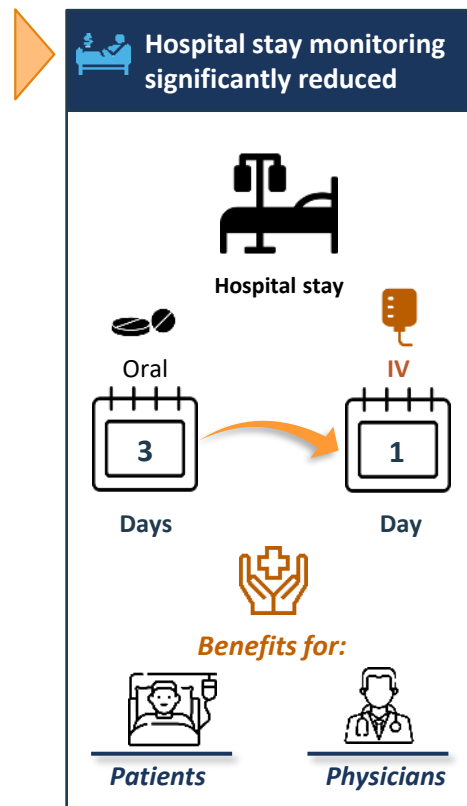 Hospital stay monitoring
significantly reduced
Hospital stay
Oral
IV
3
1
Days
Day
Benefits for:
Patients
Physicians